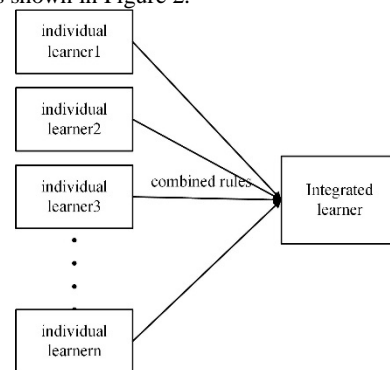 s shown in Figure 2.
individual
learner1
individual
learner2
individual
learner3
combined rules
Integrated
learner
individual
learnern